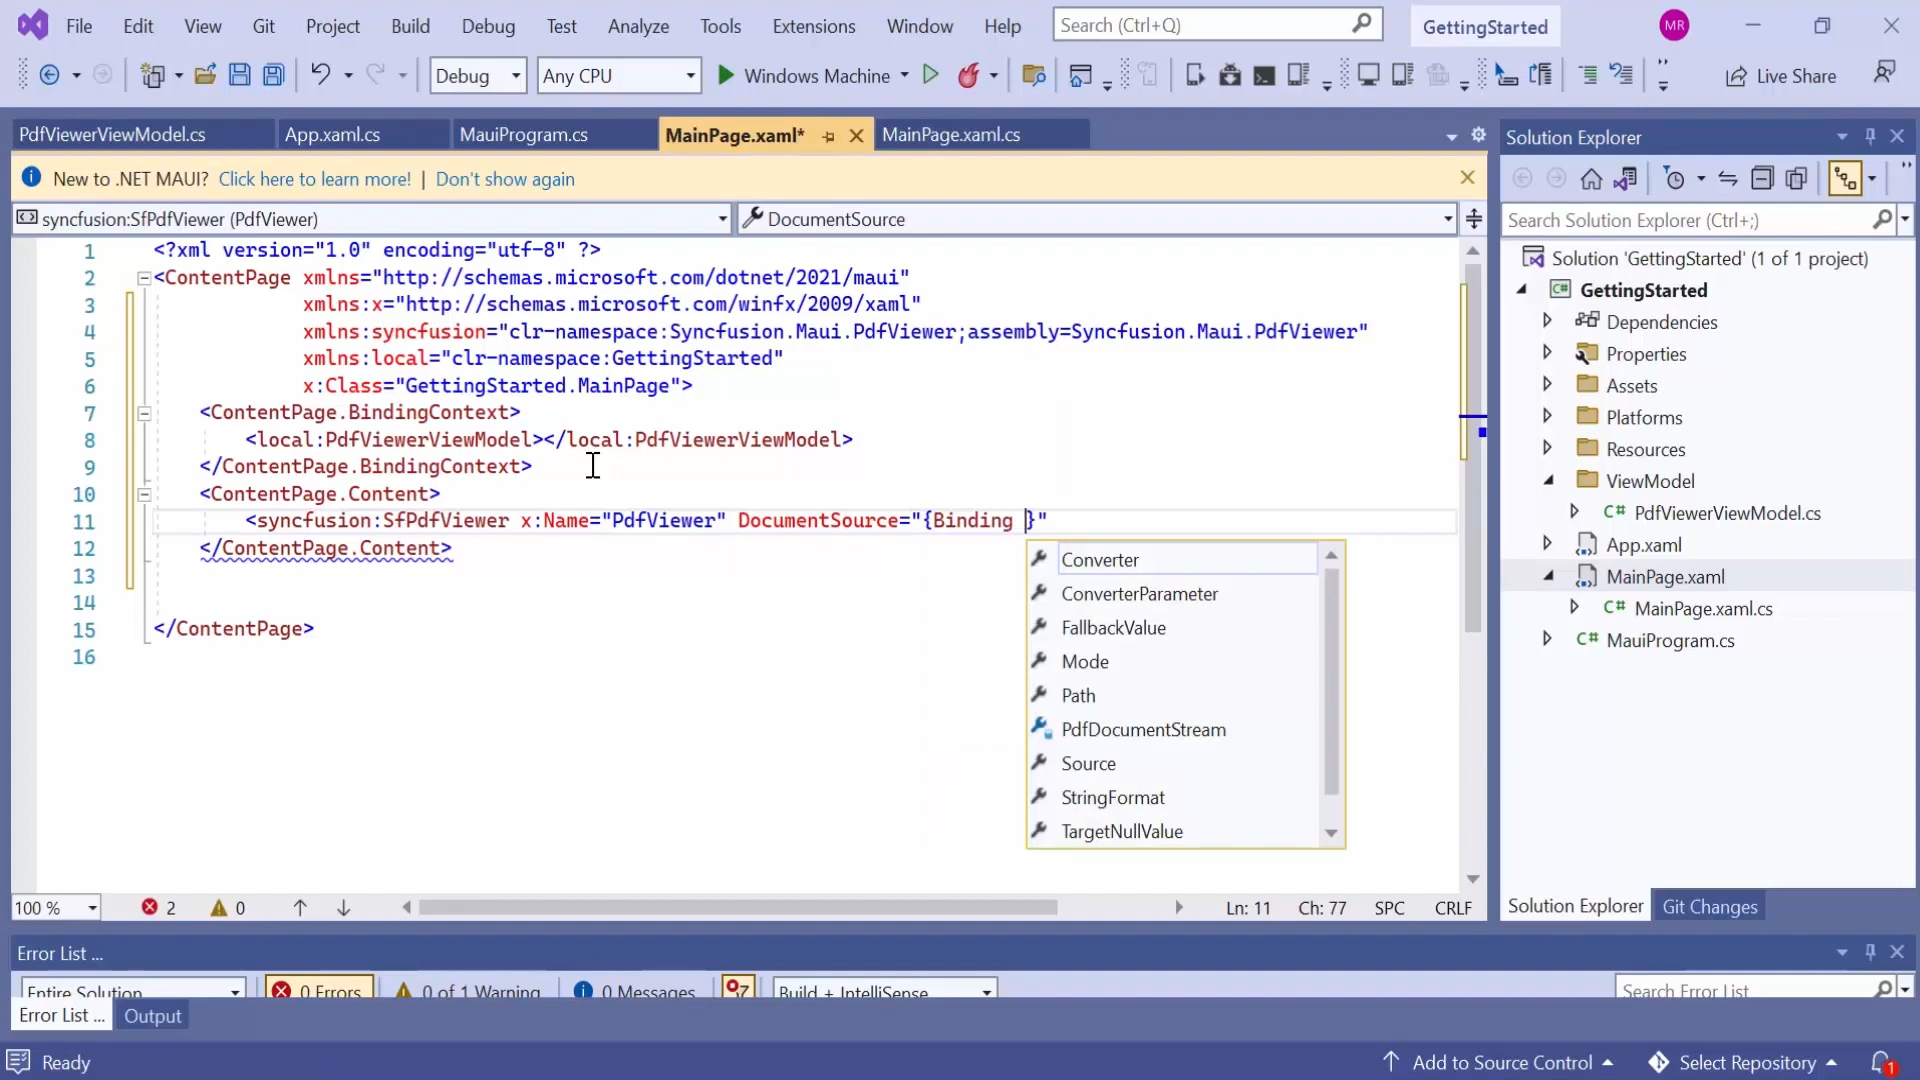 File Edit View Git Project Build Debug Test Analyze Tools Extensions Window Help Search (Ctrl+Q) GettingStarted MR
Debug Any CPU Windows Machine Live Share
PdfViewerViewModel.cs App.xaml.cs MauiProgram.cs MainPage.xaml* MainPage.xaml.cs
New to .NET MAUI? Click here to learn more! | Don't show again
syncfusion:SfPdfViewer (PdfViewer) DocumentSource
1 <?xml version="1.0" encoding="utf-8" ?>
2 <ContentPage xmlns="http://schemas.microsoft.com/dotnet/2021/maui"
3 xmlns:x="http://schemas.microsoft.com/winfx/2009/xaml"
4 xmlns:syncfusion="clr-namespace:Syncfusion.Maui.PdfViewer;assembly=Syncfusion.Maui.PdfViewer"
5 xmlns:local="clr-namespace:GettingStarted"
6 x:Class="GettingStarted.MainPage">
7 <ContentPage.BindingContext>
8 <local:PdfViewerViewModel></local:PdfViewerViewModel>
9 </ContentPage.BindingContext>
10 <ContentPage.Content>
11 <syncfusion:SfPdfViewer x:Name="PdfViewer" DocumentSource="{Binding }"
12 </ContentPage.Content>
13
14
15 </ContentPage>
16
Converter
ConverterParameter
FallbackValue
Mode
Path
PdfDocumentStream
Source
StringFormat
TargetNullValue
100 % 2 0 Ln: 11 Ch: 77 SPC CRLF
Solution Explorer
Search Solution Explorer (Ctrl+;)
Solution 'GettingStarted' (1 of 1 project)
GettingStarted
Dependencies
Properties
Assets
Platforms
Resources
ViewModel
C# PdfViewerViewModel.cs
App.xaml
MainPage.xaml
C# MainPage.xaml.cs
C# MauiProgram.cs
Solution Explorer Git Changes
Error List ...
Entire Solution 0 Errors 0 of 1 Warning 0 Messages Build + IntelliSense Search Error List
Error List ... Output
Ready Add to Source Control Select Repository 1